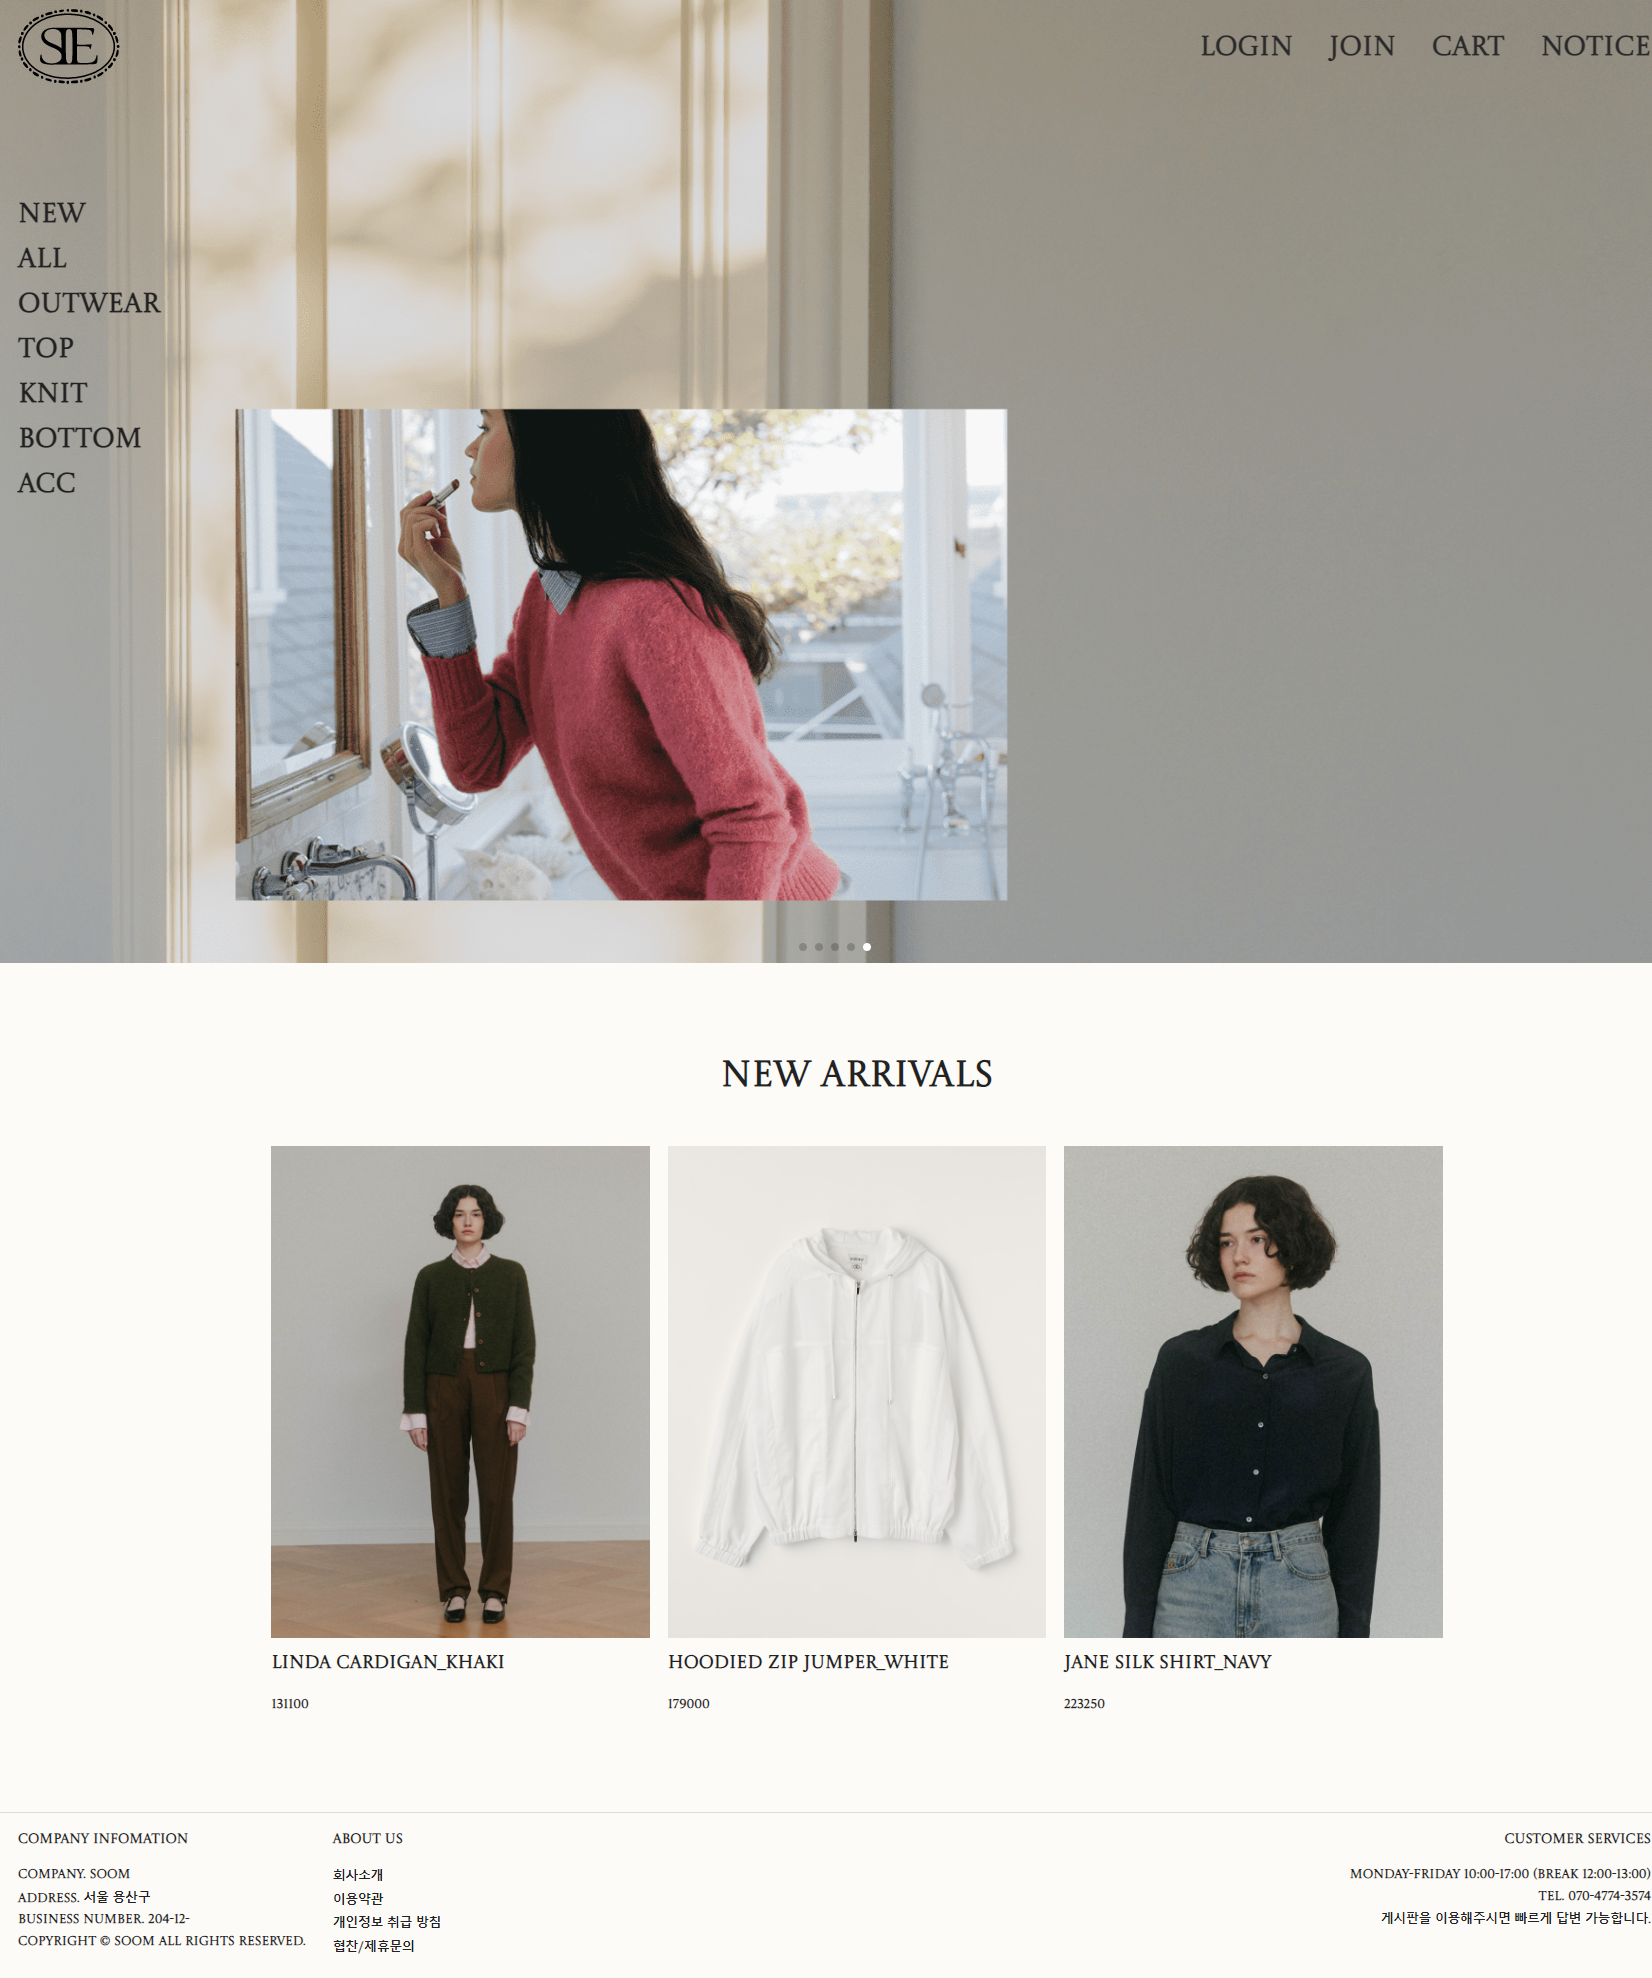 SIE
LOGIN JOIN CART NOTICE
NEW
ALL
OUTWEAR
TOP
KNIT
BOTTOM
ACC
NEW ARRIVALS
LINDA CARDIGAN_KHAKI
131100
HOODIED ZIP JUMPER_WHITE
179000
JANE SILK SHIRT_NAVY
223250
COMPANY INFOMATION
COMPANY. SOOM
ADDRESS. 서울 용산구
BUSINESS NUMBER. 204-12-
COPYRIGHT © SOOM ALL RIGHTS RESERVED.
ABOUT US
회사소개
이용약관
개인정보 취급 방침
협찬/제휴문의
CUSTOMER SERVICES
MONDAY-FRIDAY 10:00-17:00 (BREAK 12:00-13:00)
TEL. 070-4774-3574
게시판을 이용해주시면 빠르게 답변 가능합니다.